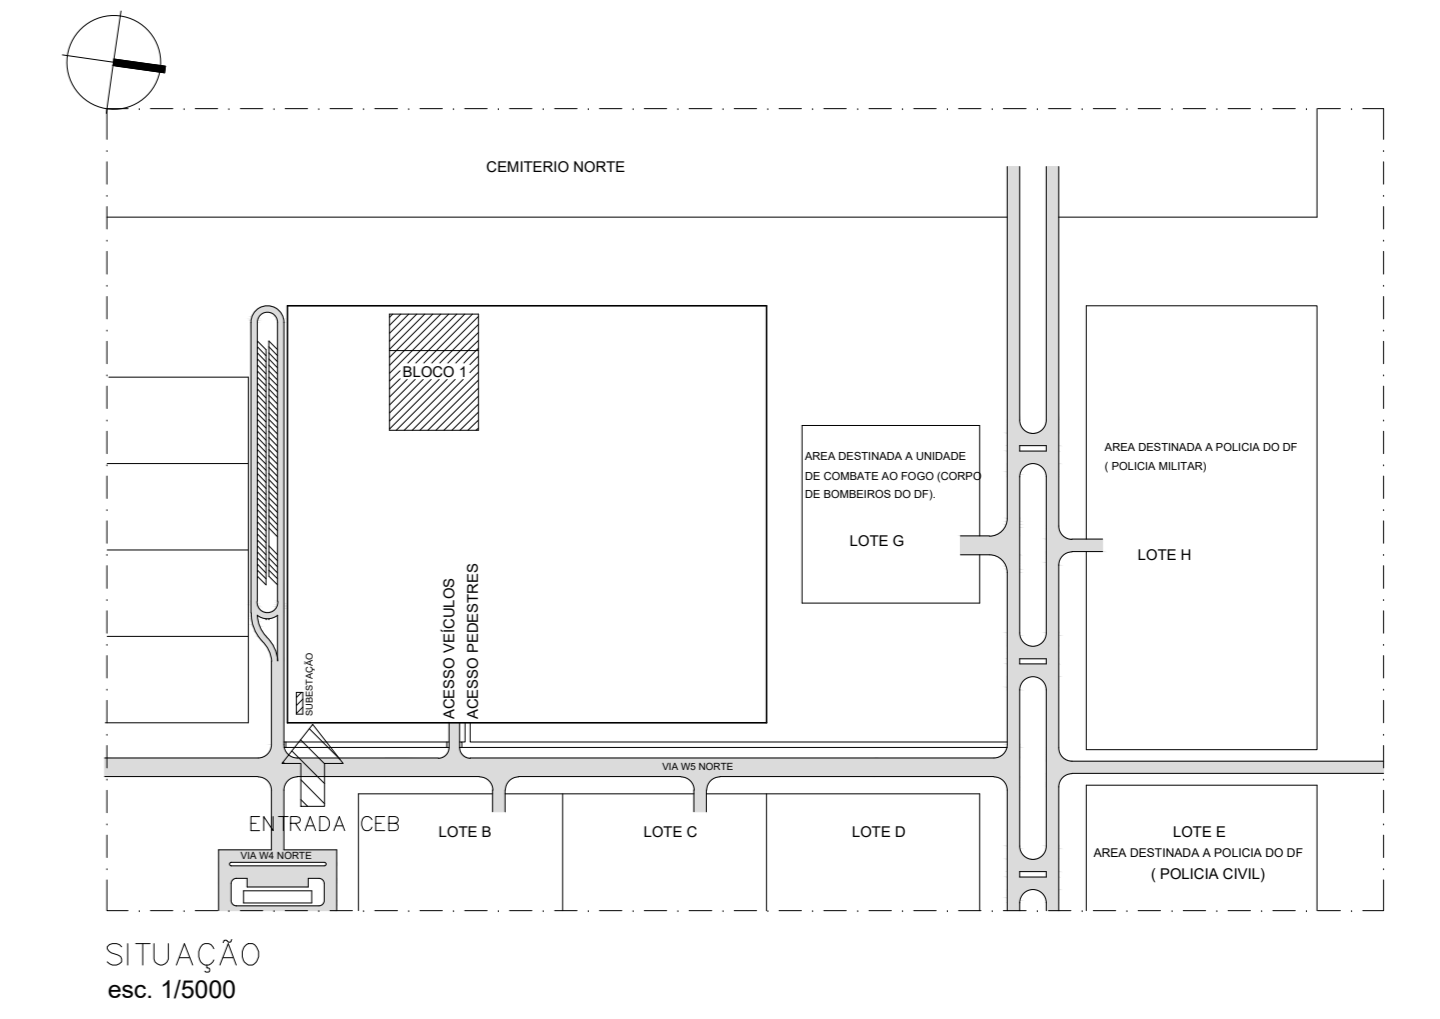 CEMITERIO NORTE
BLOCO 1
AREA DESTINADA A UNIDADE
DE COMBATE AO FOGO (CORPO
DE BOMBEIROS DO DF).
LOTE G
AREA DESTINADA A POLICIA DO DF
( POLICIA MILITAR)
LOTE H
SUBESTAÇÃO
ACESSO VEÍCULOS
ACESSO PEDESTRES
VIA W5 NORTE
ENTRADA CEB
VIA W4 NORTE
LOTE B
LOTE C
LOTE D
LOTE E
AREA DESTINADA A POLICIA DO DF
( POLICIA CIVIL)
SITUAÇÃO
esc. 1/5000